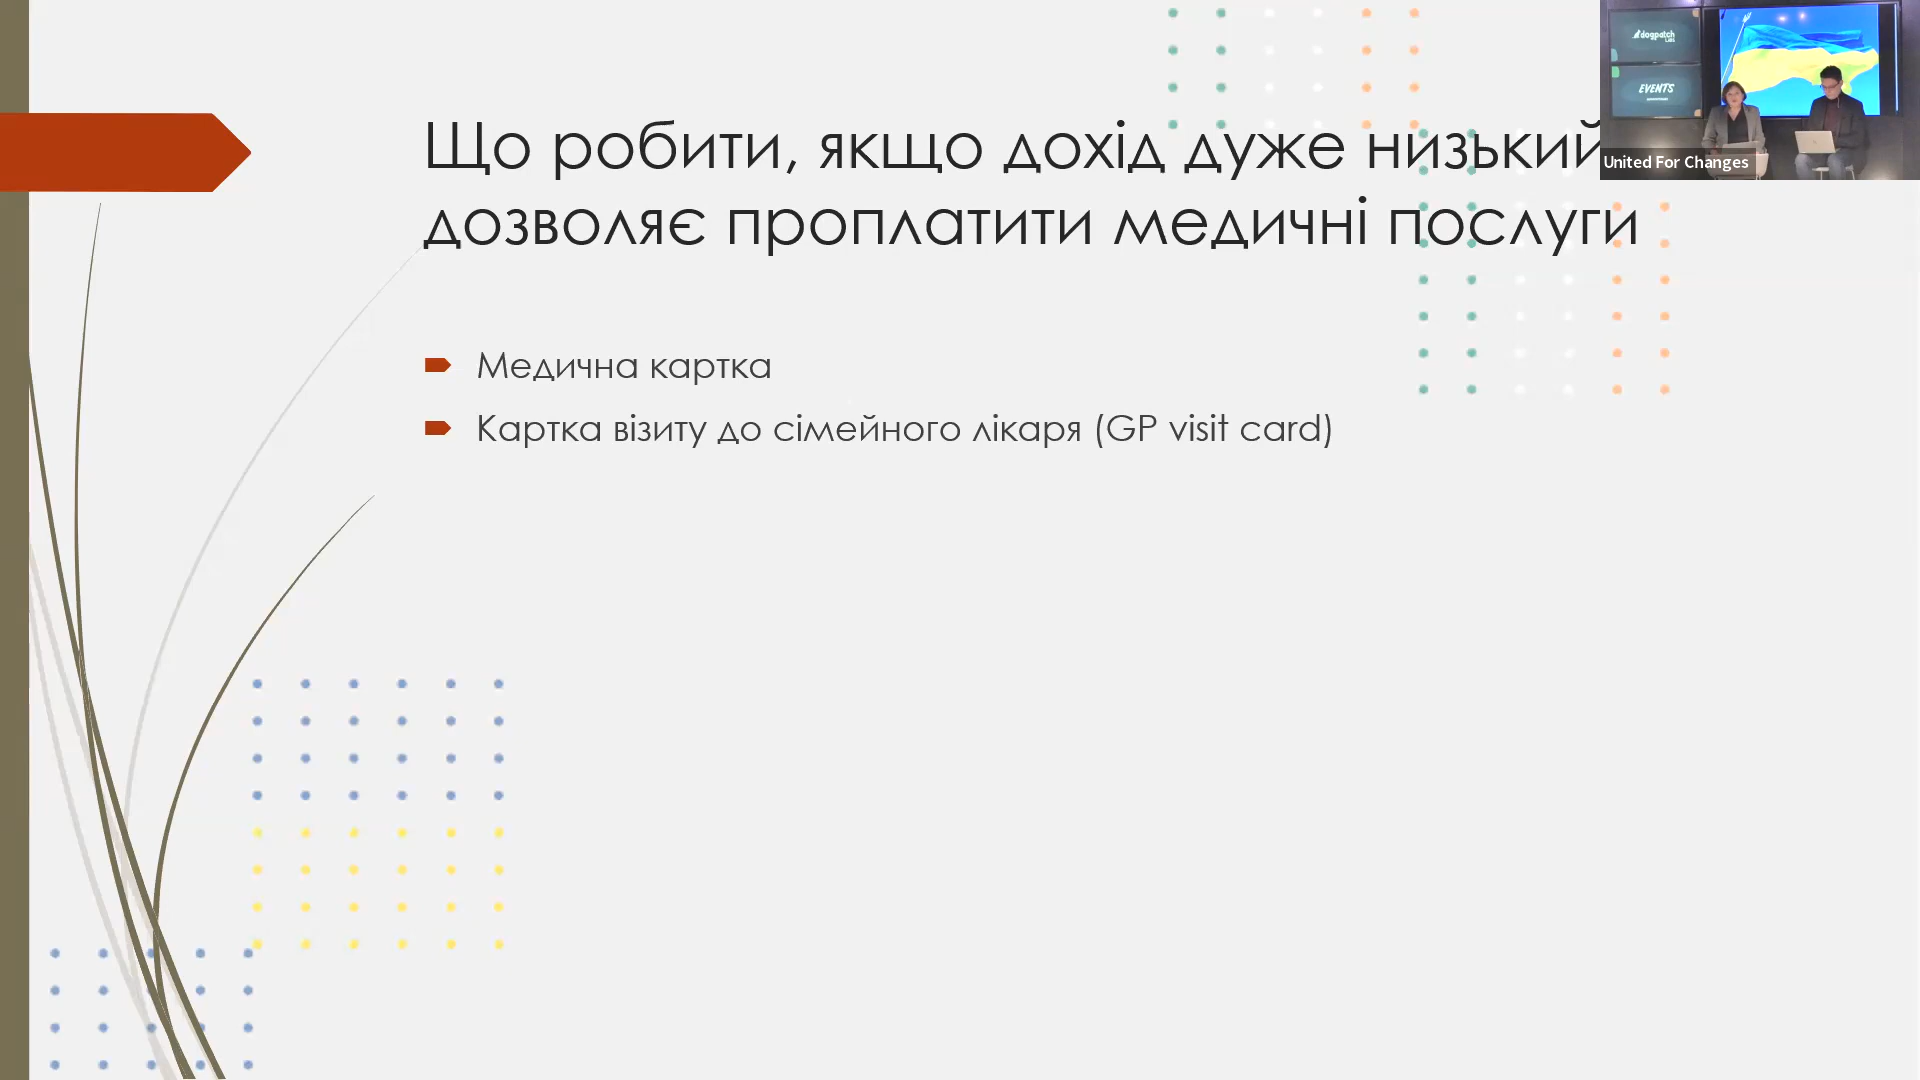 Що робити, якщо дохід дуже низький
дозволяє проплатити медичні послуги
Медична картка
Картка візиту до сімейного лікаря (GP visit card)
dogpatch
LABS
EVENTS
United For Changes